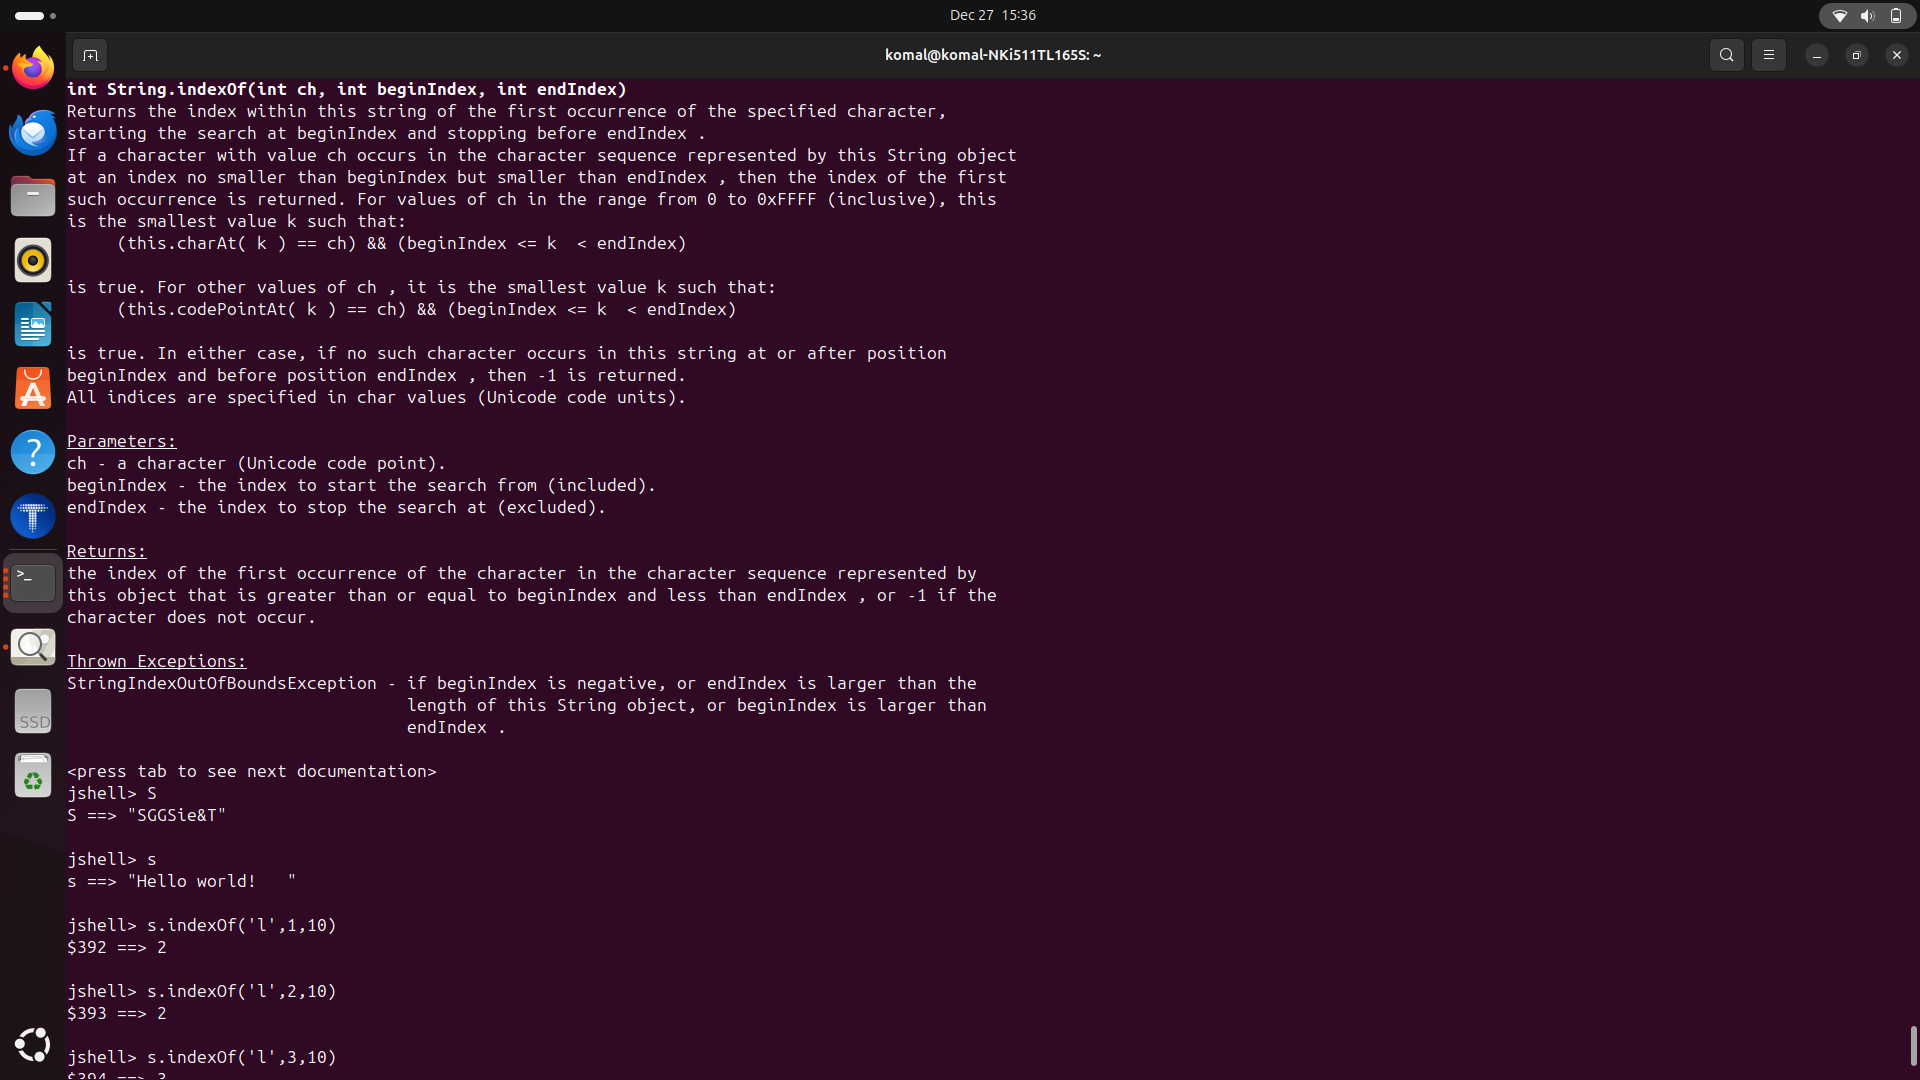 Dec 27 15:36
komal@komal-NKi511TL165S: ~
int String.indexOf(int ch, int beginIndex, int endIndex)
Returns the index within this string of the first occurrence of the specified character,
starting the search at beginIndex and stopping before endIndex .
If a character with value ch occurs in the character sequence represented by this String object
at an index no smaller than beginIndex but smaller than endIndex , then the index of the first
such occurrence is returned. For values of ch in the range from 0 to 0xFFFF (inclusive), this
is the smallest value k such that:
     (this.charAt( k ) == ch) && (beginIndex <= k  < endIndex)
is true. For other values of ch , it is the smallest value k such that:
     (this.codePointAt( k ) == ch) && (beginIndex <= k  < endIndex)
is true. In either case, if no such character occurs in this string at or after position
beginIndex and before position endIndex , then -1 is returned.
All indices are specified in char values (Unicode code units).
Parameters:
ch - a character (Unicode code point).
beginIndex - the index to start the search from (included).
endIndex - the index to stop the search at (excluded).
Returns:
the index of the first occurrence of the character in the character sequence represented by
this object that is greater than or equal to beginIndex and less than endIndex , or -1 if the
character does not occur.
Thrown Exceptions:
StringIndexOutOfBoundsException - if beginIndex is negative, or endIndex is larger than the
                                  length of this String object, or beginIndex is larger than
                                  endIndex .
<press tab to see next documentation>
jshell> S
S ==> "SGGSie&T"
jshell> s
s ==> "Hello world!   "
jshell> s.indexOf('l',1,10)
$392 ==> 2
jshell> s.indexOf('l',2,10)
$393 ==> 2
jshell> s.indexOf('l',3,10)
$394 ==> 3
SSD